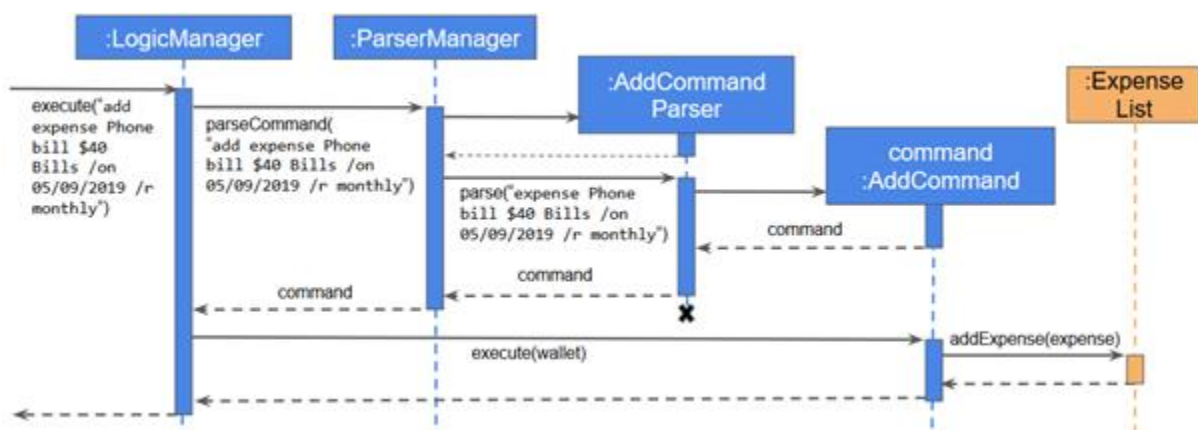 :LogicManager
:ParserManager
:AddCommand
Parser
:Expense
List
command
:AddCommand
execute("add
expense Phone
bill $40
Bills /on
05/09/2019 /r
monthly")
parseCommand(
"add expense Phone
bill $40 Bills /on
05/09/2019 /r monthly")
parse("expense Phone
bill $40 Bills /on
05/09/2019 /r monthly")
command
command
command
execute(wallet)
addExpense(expense)